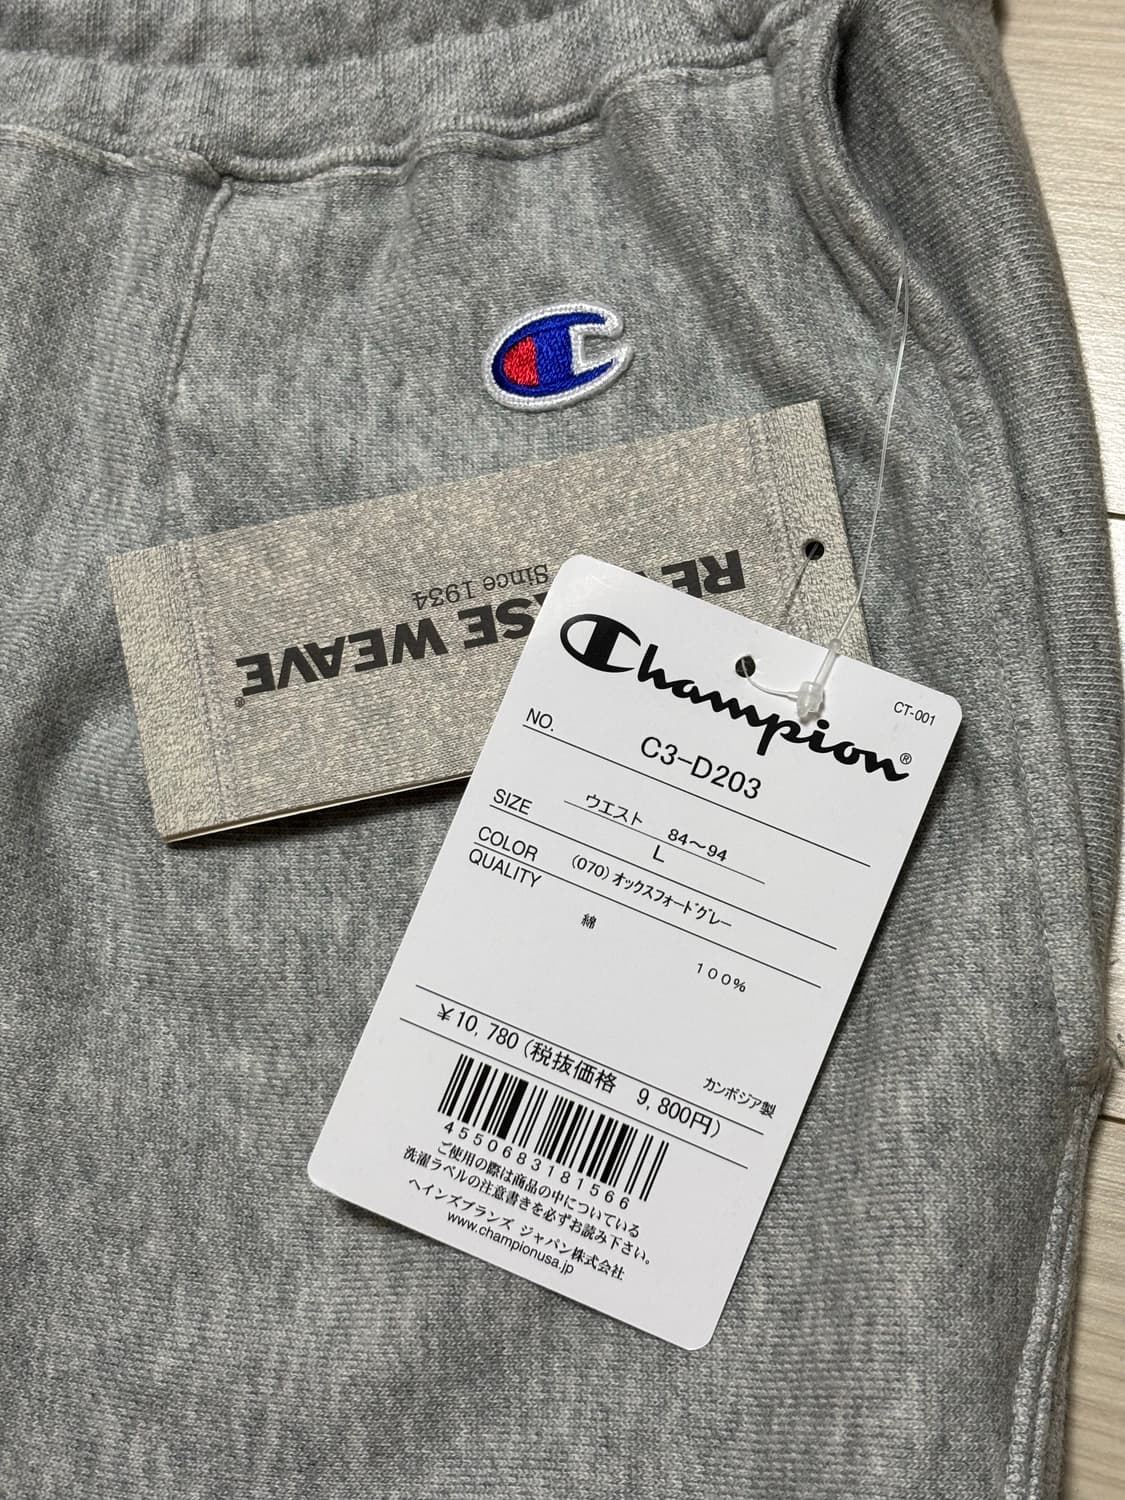 REVERSE WEAVE®
Since 1934
Champion®
CT-001
NO. C3-D203
SIZE ウエスト 84〜94
L
COLOR (070) オックスフォードグレー
QUALITY
綿 100%
カンボジア製
¥10,780 (税抜価格 9,800円)
4550683181566
ご使用の際は商品の中についている
洗濯ラベルの注意書きを必ずお読み下さい。
ヘインズブランズ ジャパン株式会社
www.championusa.jp